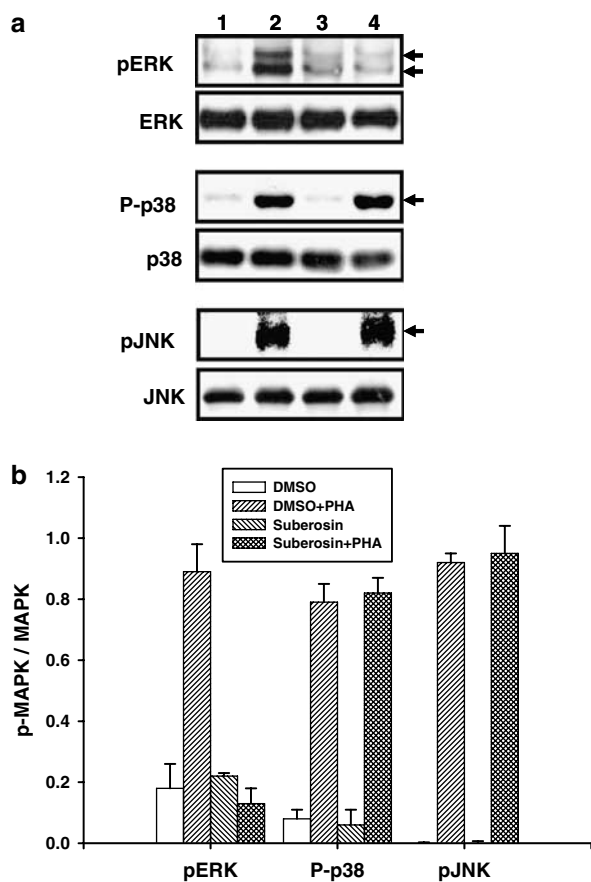 a
1 2 3 4
pERK
ERK
P-p38
p38
pJNK
JNK
b
1.2
1.0
0.8
0.6
0.4
0.2
0.0
p-MAPK / MAPK
DMSO
DMSO+PHA
Suberosin
Suberosin+PHA
pERK P-p38 pJNK